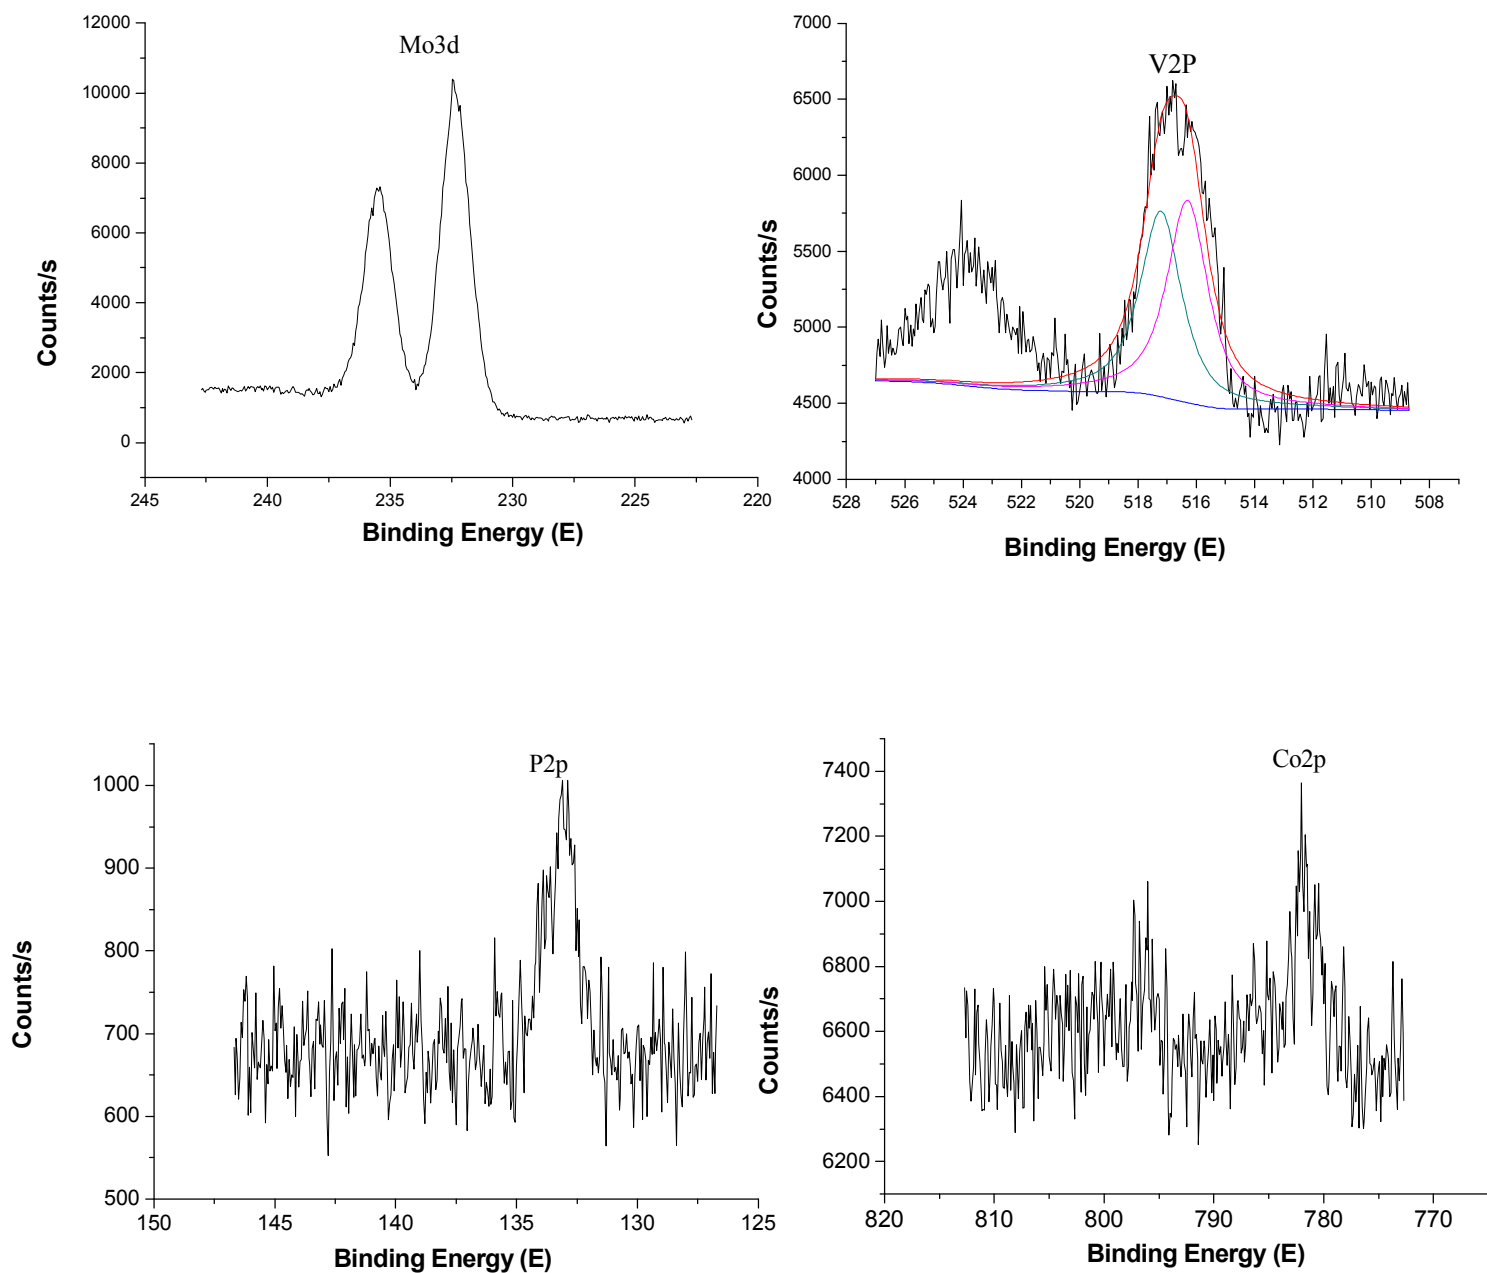 Mo3d
12000
10000
8000
6000
4000
2000
0
Counts/s
245 240 235 230 225 220
Binding Energy (E)
V2P
7000
6500
6000
5500
5000
4500
4000
Counts/s
528 526 524 522 520 518 516 514 512 510 508
Binding Energy (E)
P2p
1000
900
800
700
600
500
Counts/s
150 145 140 135 130 125
Binding Energy (E)
Co2p
7400
7200
7000
6800
6600
6400
6200
Counts/s
820 810 800 790 780 770
Binding Energy (E)